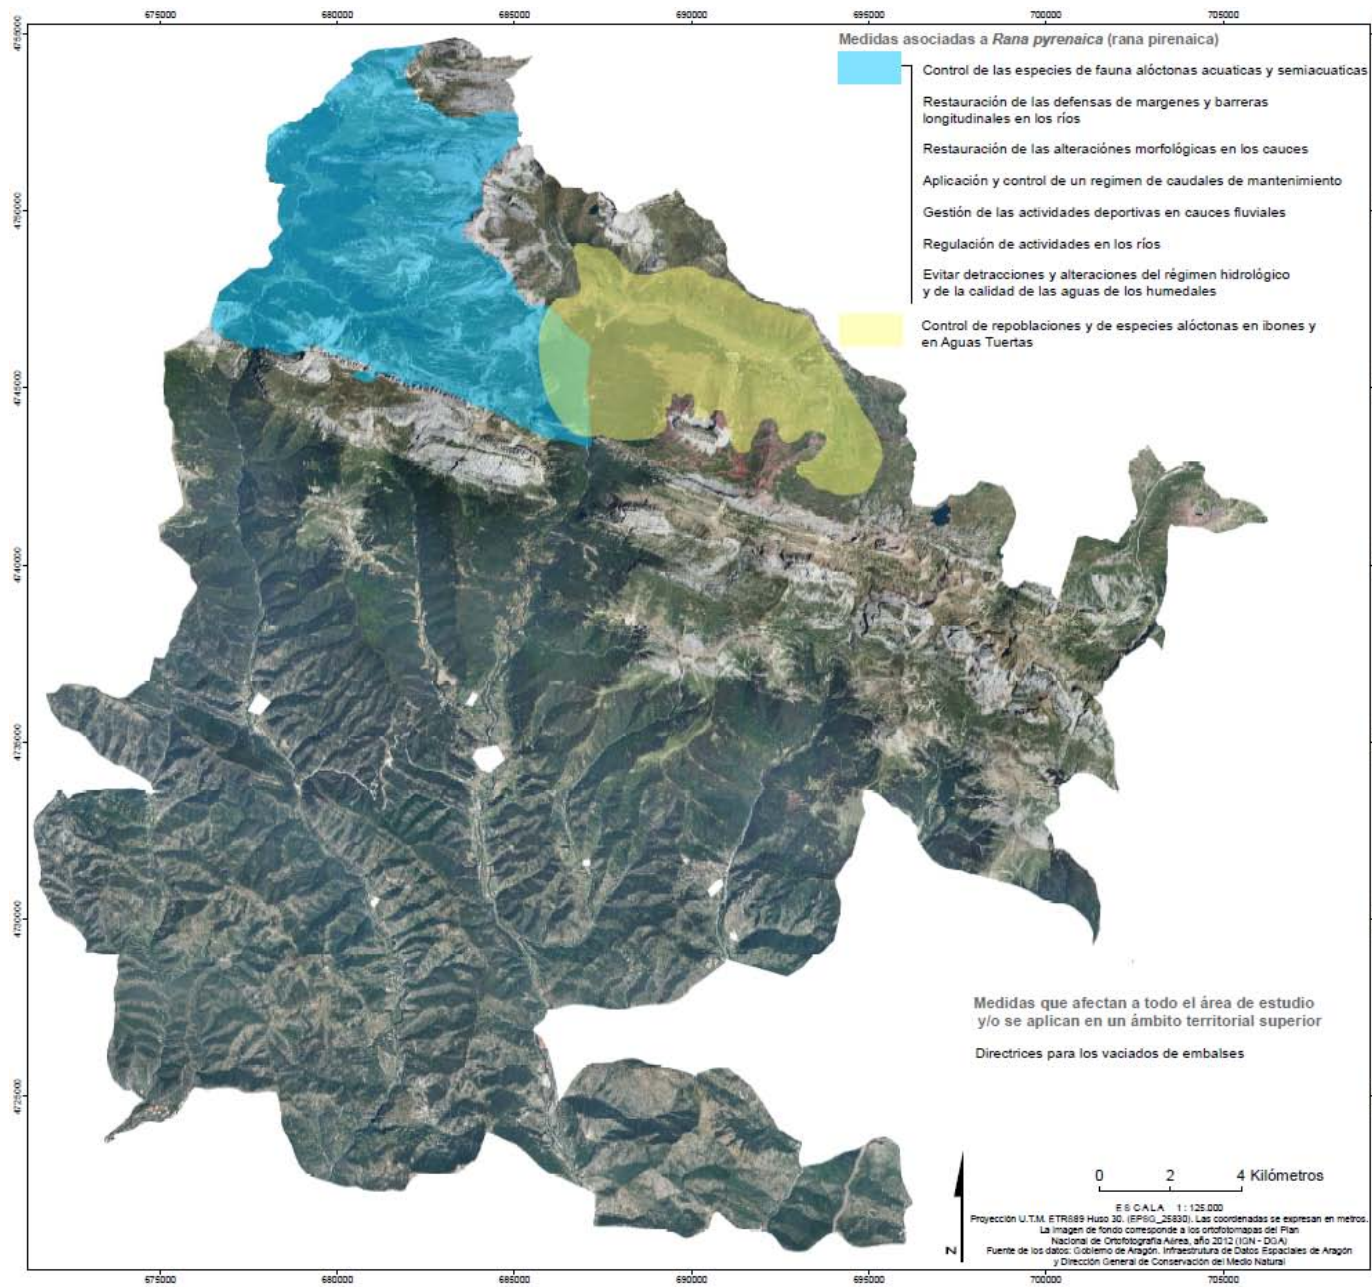 675000 680000 685000 690000 695000 700000 705000
4755000
4750000
4745000
4740000
4735000
4730000
4725000
Medidas asociadas a Rana pyrenaica (rana pirenaica)
Control de las especies de fauna alóctonas acuaticas y semiacuaticas
Restauración de las defensas de margenes y barreras
longitudinales en los ríos
Restauración de las alteraciónes morfológicas en los cauces
Aplicación y control de un regimen de caudales de mantenimiento
Gestión de las actividades deportivas en cauces fluviales
Regulación de actividades en los ríos
Evitar detracciones y alteraciones del régimen hidrológico
y de la calidad de las aguas de los humedales
Control de repoblaciones y de especies alóctonas en ibones y
en Aguas Tuertas
Medidas que afectan a todo el área de estudio
y/o se aplican en un ámbito territorial superior
Directrices para los vaciados de embalses
0 2 4 Kilómetros
ESCALA 1:125.000
Proyección U.T.M. ETRS89 Huso 30. (EPSG_25830). Las coordenadas se expresan en metros.
La imagen de fondo corresponde a los ortofotomapas del Plan
Nacional de Ortofotografía Aérea, año 2012 (IGN - DGA)
Fuente de los datos: Gobierno de Aragón. Infraestructura de Datos Espaciales de Aragón
y Dirección General de Conservación del Medio Natural
N
675000 680000 685000 690000 695000 700000 705000